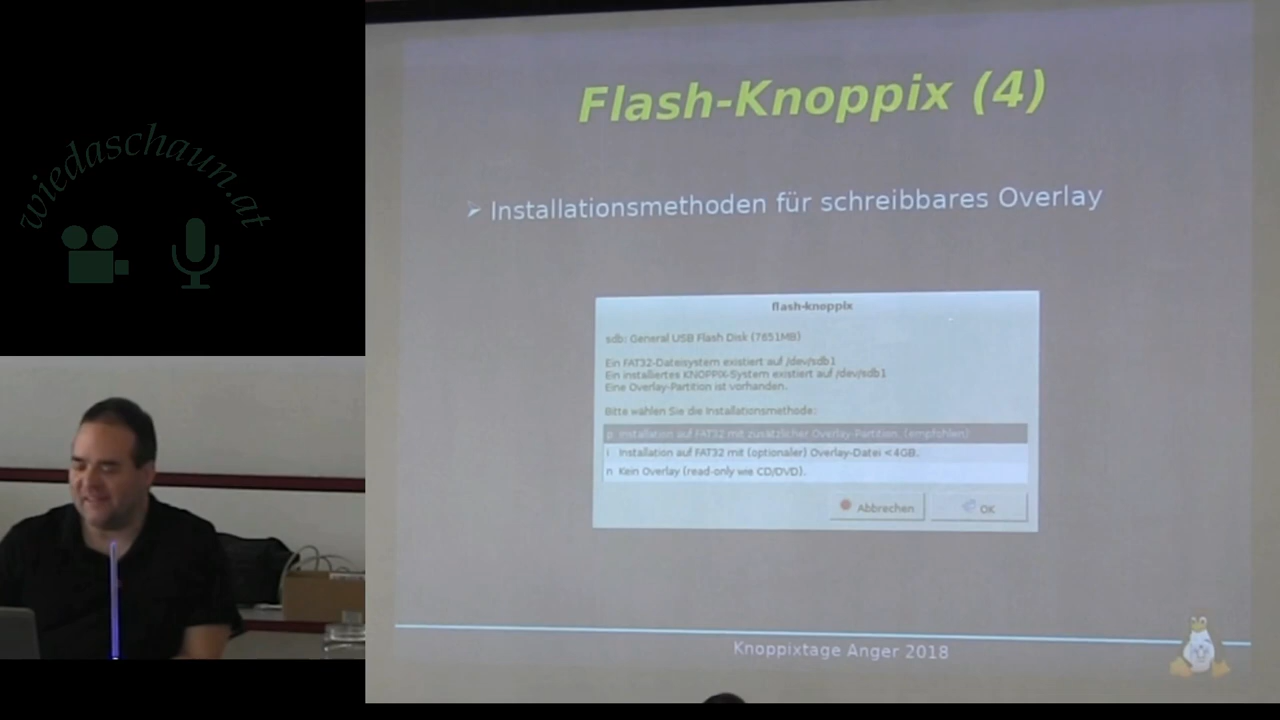 wiedaschaun.at
Flash-Knoppix (4)
➢ Installationsmethoden für schreibbares Overlay
flash-knoppix
sdb: General USB Flash Disk (7651MB)
Ein FAT32-Dateisystem existiert auf /dev/sdb1
Ein installiertes KNOPPIX-System existiert auf /dev/sdb1
Eine Overlay-Partition ist vorhanden.
Bitte wählen Sie die Installationsmethode:
p Installation auf FAT32 mit zusätzlicher Overlay-Partition. (empfohlen)
i Installation auf FAT32 mit (optionaler) Overlay-Datei <4GB.
n Kein Overlay (read-only wie CD/DVD).
Abbrechen
OK
Knoppixtage Anger 2018